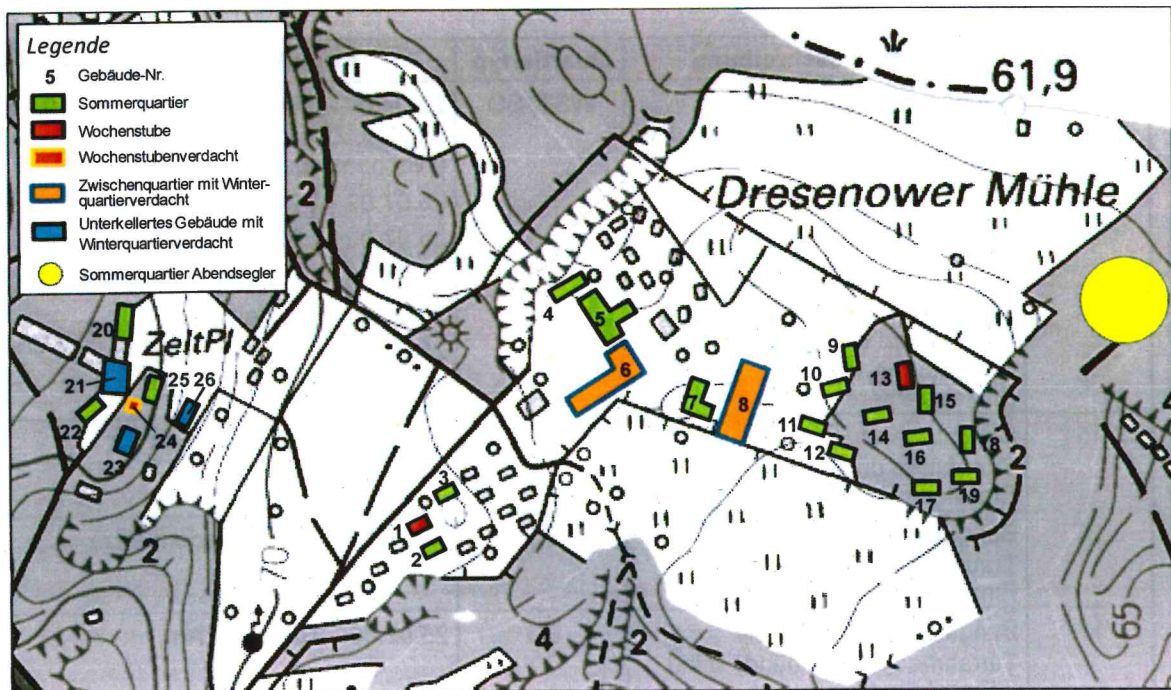 Legende
5 Gebäude-Nr.
Sommerquartier
Wochenstube
Wochenstubenverdacht
Zwischenquartier mit Winter-
quartierverdacht
Unterkellertes Gebäude mit
Winterquartierverdacht
Sommerquartier Abendsegler
61,9
Dresenower Mühle
2
ZeltPl
20
21
22
23
24
25
26
4
5
6
7
8
9
10
11
12
13
14
15
16
17
8
19
2
3
1
2
2
70
4
2
65